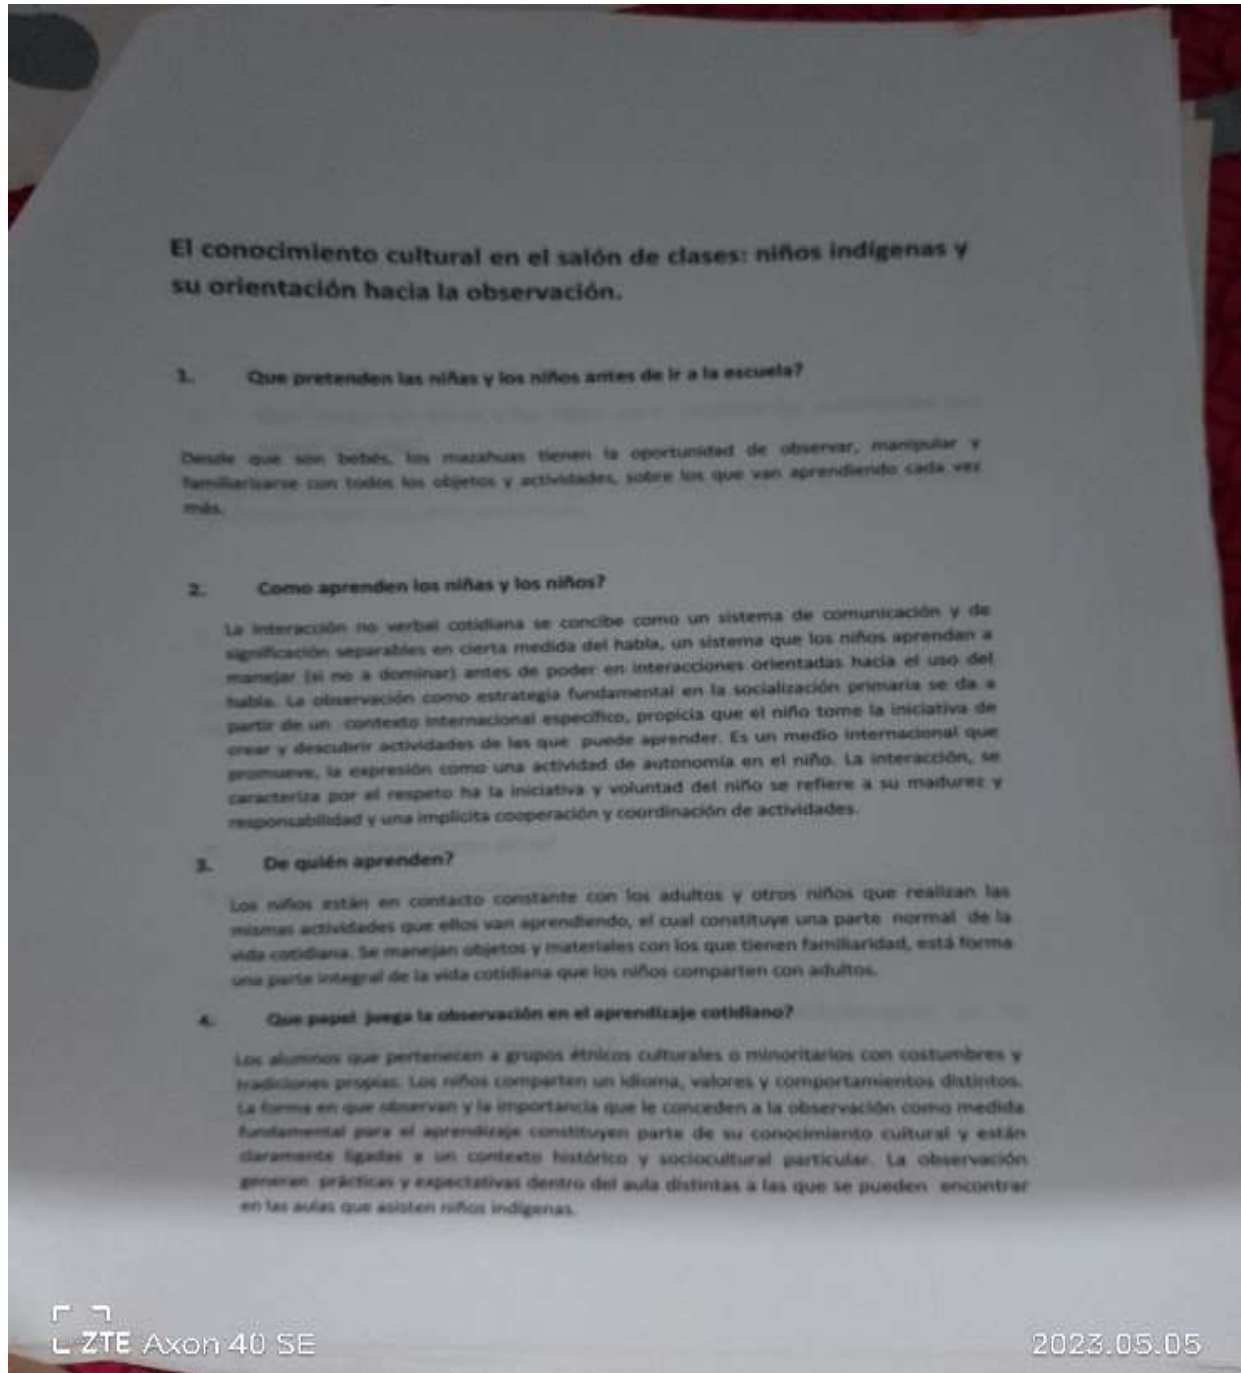 El conocimiento cultural en el salón de clases: niños indígenas y
su orientación hacia la observación.
1. Que pretenden las niñas y los niños antes de ir a la escuela?
Desde que son bebés, los mazahuas tienen la oportunidad de observar, manipular y
familiarisarse con todos los objetos y actividades, sobre los que van aprendiendo cada vez
más.
2. Como aprenden los niñas y los niños?
La interacción no verbal cotidiana se concibe como un sistema de comunicación y de
significación separables en cierta medida del habla, un sistema que los niños aprendan a
manejar (si no a dominar) antes de poder en interacciones orientadas hacia el uso del
habla. La observación como estrategia fundamental en la socialización primaria se da a
partir de un contexto internacional específico, propicia que el niño tome la iniciativa de
crear y descubrir actividades de las que puede aprender. Es un medio internacional que
promueve, la expresión como una actividad de autonomía en el niño. La interacción, se
caracteriza por el respeto ha la iniciativa y voluntad del niño se refiere a su madurez y
responsabilidad y una implícita cooperación y coordinación de actividades.
3. De quién aprenden?
Los niños están en contacto constante con los adultos y otros niños que realizan las
mismas actividades que ellos van aprendiendo, el cual constituye una parte normal de la
vida cotidiana. Se manejan objetos y materiales con los que tienen familiaridad, está forma
una parte integral de la vida cotidiana que los niños comparten con adultos.
4. Que papel juega la observación en el aprendizaje cotidiano?
Los alumnos que pertenecen a grupos étnicos culturales o minoritarios con costumbres y
tradiciones propias. Los niños comparten un idioma, valores y comportamientos distintos.
La forma en que observan y la importancia que le conceden a la observación como medida
fundamental para el aprendizaje constituyen parte de su conocimiento cultural y están
claramente ligadas a un contexto histórico y sociocultural particular. La observación
generan prácticas y expectativas dentro del aula distintas a las que se pueden encontrar
en las aulas que asisten niños indígenas.
ZTE Axon 40 SE
2023.05.05